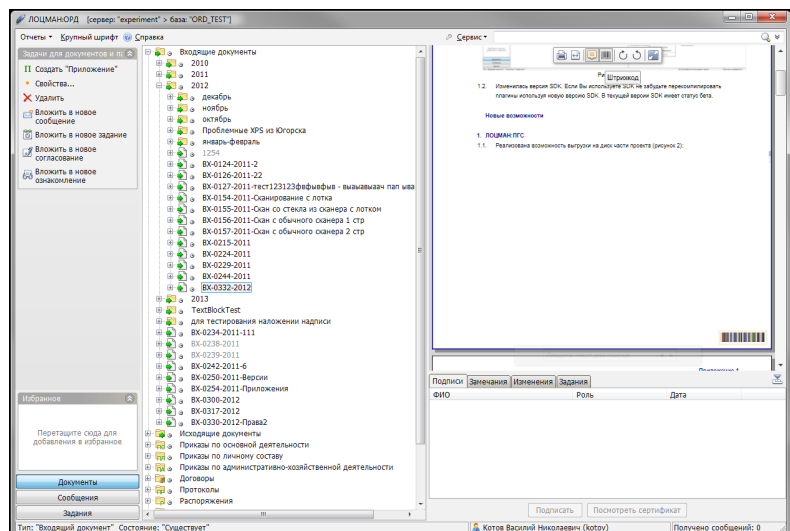 ЛОЦМАН:ОРД [сервер: "experiment" > база: "ORD_TEST"]
Отчеты Крупный шрифт Справка
Сервис
Задачи для документов и па
Создать "Приложение"
Свойства...
Удалить
Вложить в новое сообщение
Вложить в новое задание
Вложить в новое согласование
Вложить в новое ознакомление
Избранное
Перетащите сюда для
добавления в избранное
Документы
Сообщения
Задания
Входящие документы
2010
2011
2012
декабрь
ноябрь
октябрь
Проблемные XPS из Югорска
январь-февраль
1254
ВХ-0124-2011-2
ВХ-0126-2011-22
ВХ-0127-2011-тест123123фвфывфыв - выаывыаач пап ыва
ВХ-0154-2011-Сканирование с лотка
ВХ-0155-2011-Скан со стекла из сканера с лотком
ВХ-0156-2011-Скан с обычного сканера 1 стр
ВХ-0157-2011-Скан с обычного сканера 2 стр
ВХ-0215-2011
ВХ-0224-2011
ВХ-0229-2011
ВХ-0244-2011
ВХ-0332-2012
2013
TextBlockTest
для тестирования наложении надписи
ВХ-0234-2011-111
ВХ-0238-2011
ВХ-0239-2011
ВХ-0242-2011-6
ВХ-0250-2011-Версии
ВХ-0254-2011-Приложения
ВХ-0300-2012
ВХ-0317-2012
ВХ-0330-2012-Права2
Исходящие документы
Приказы по основной деятельности
Приказы по личному составу
Приказы по административно-хозяйственной деятельности
Договоры
Протоколы
Распоряжения
Штрихкод
1.2. Изменилась версия SDK. Если Вы используете SDK не забудьте перекомпилировать
плагины используя новую версию SDK. В текущей версии SDK имеет статус бета.
Новые возможности
1. ЛОЦМАН:ПГС
1.1. Реализована возможность выгрузки на диск части проекта (рисунок 2);
Подписи Замечания Изменения Задания
ФИО Роль Дата
Подписать Посмотреть сертификат
Тип: "Входящий документ" Состояние: "Существует"
Котов Василий Николаевич (kotov)
Получено сообщений: 0